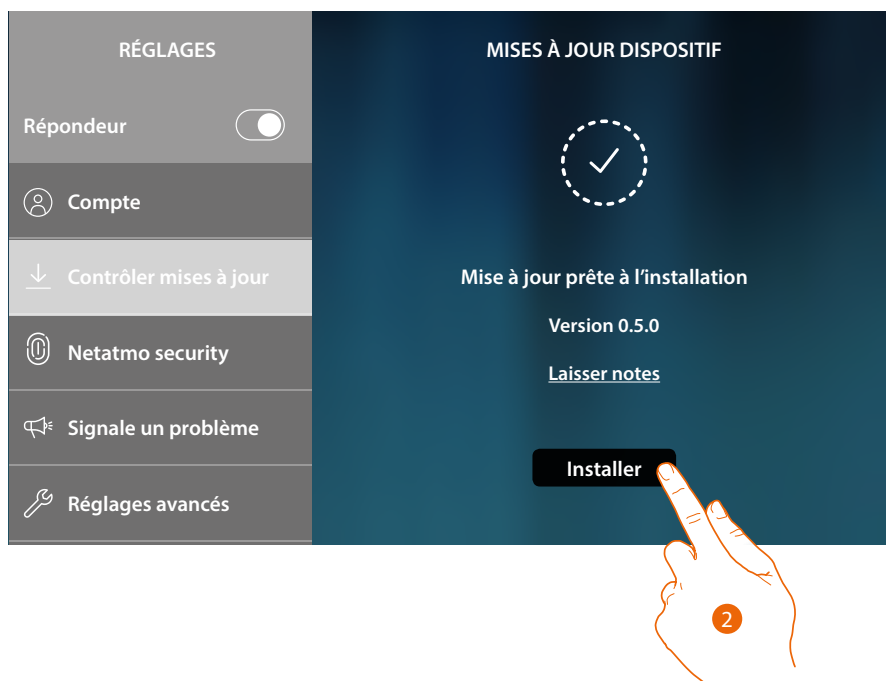 RÉGLAGES
Répondeur
Compte
Contrôler mises à jour
Netatmo security
Signale un problème
Réglages avancés
MISES À JOUR DISPOSITIF
Mise à jour prête à l’installation
Version 0.5.0
Laisser notes
Installer
2